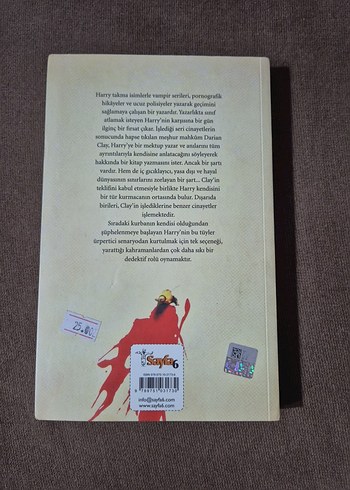 Harry takma isimlerle vampir serileri, pornografik
hikâyeler ve ucuz polisiyeler yazarak geçimini
sağlamaya çalışan bir yazardır. Yazarlıkta sınıf
atlamak isteyen Harry'nin karşısına bir gün
ilginç bir fırsat çıkar. İşlediği seri cinayetlerin
sonucunda hapse tıkılan meşhur mahkûm Darian
Clay, Harry'ye bir mektup yazar ve anılarını tüm
ayrıntılarıyla kendisine anlatacağını söyleyerek
hakkında bir kitap yazmasını ister. Ancak bir şartı
vardır. Hem de iç gıcıklayıcı, yasa dışı ve hayal
dünyasının sınırlarını zorlayan bir şart... Clay'in
teklifini kabul etmesiyle birlikte Harry kendisini
bir tür kurmacanın ortasında bulur. Dışarıda
birileri, Clay'in işlediklerine benzer cinayetler
işlemektedir.
Sıradaki kurbanın kendisi olduğundan
şüphelenmeye başlayan Harry'nin bu tüyler
ürpertici senaryodan kurtulmak için tek seçeneği,
yarattığı kahramanlardan çok daha sıkı bir
dedektif rolü oynamaktır.
25.00
Sayfa6
info@sayfa6.com
www.sayfa6.com